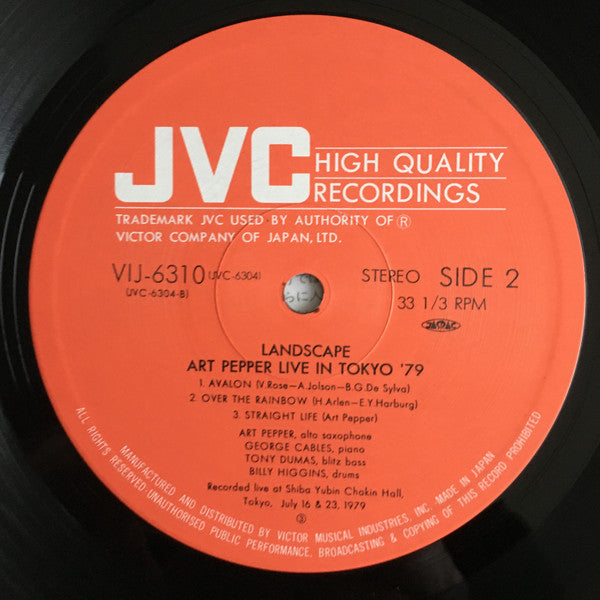 JVC HIGH QUALITY RECORDINGS
TRADEMARK JVC USED BY AUTHORITY OF ®
VICTOR COMPANY OF JAPAN, LTD.
VIJ-6310 (JVC-6304)
(JVC-6304-B)
STEREO SIDE 2
33 1/3 RPM
JASRAC
LANDSCAPE
ART PEPPER LIVE IN TOKYO '79
1. AVALON (V.Rose—A.Jolson—B.G.De Sylva)
2. OVER THE RAINBOW (H.Arlen—E.Y.Harburg)
3. STRAIGHT LIFE (Art Pepper)
ART PEPPER, alto saxophone
GEORGE CABLES, piano
TONY DUMAS, blitz bass
BILLY HIGGINS, drums
Recorded live at Shiba Yubin Chokin Hall,
Tokyo, July 16 & 23, 1979
③
MANUFACTURED AND DISTRIBUTED BY VICTOR MUSICAL INDUSTRIES, INC. MADE IN JAPAN
ALL RIGHTS RESERVED/UNAUTHORISED PUBLIC PERFORMANCE, BROADCASTING & COPYING OF THIS RECORD PROHIBITED